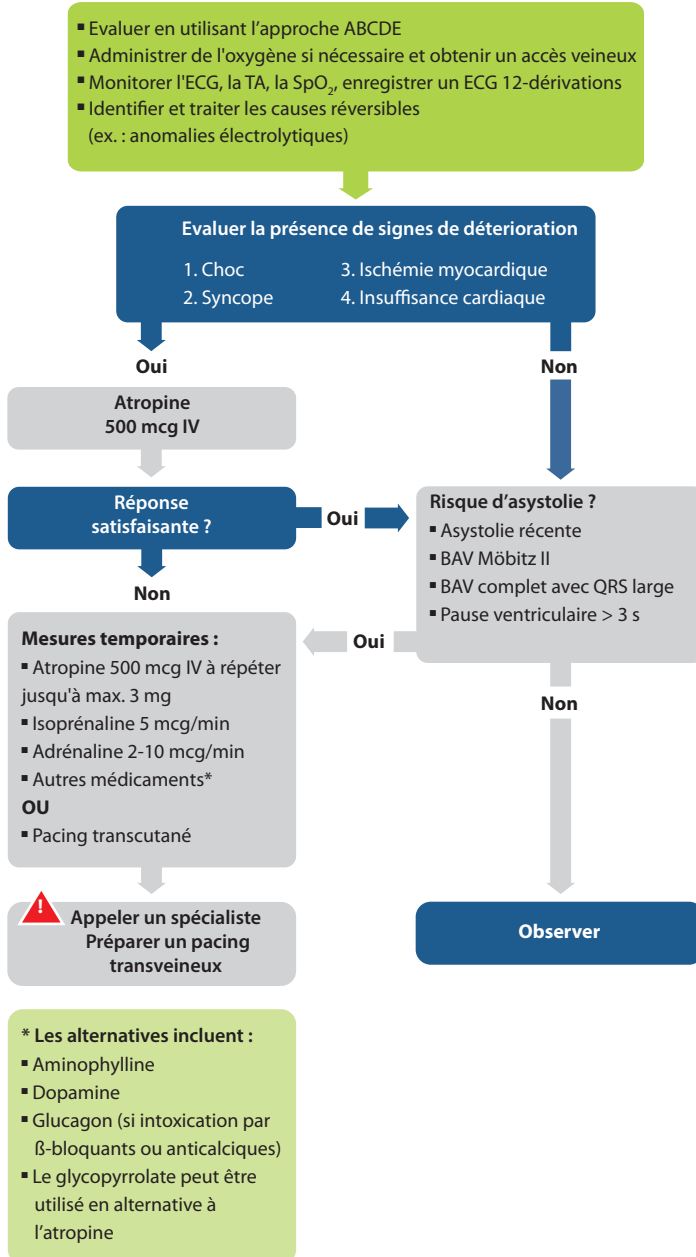 ▪ Evaluer en utilisant l'approche ABCDE
▪ Administrer de l'oxygène si nécessaire et obtenir un accès veineux
▪ Monitorer l'ECG, la TA, la SpO₂, enregistrer un ECG 12-dérivations
▪ Identifier et traiter les causes réversibles
(ex. : anomalies électrolytiques)
Evaluer la présence de signes de déterioration
1. Choc
2. Syncope
3. Ischémie myocardique
4. Insuffisance cardiaque
Oui
Non
Atropine
500 mcg IV
Réponse
satisfaisante ?
Oui
Risque d'asystolie ?
▪ Asystolie récente
▪ BAV Möbitz II
▪ BAV complet avec QRS large
▪ Pause ventriculaire > 3 s
Non
Oui
Mesures temporaires :
▪ Atropine 500 mcg IV à répéter
jusqu'à max. 3 mg
▪ Isoprénaline 5 mcg/min
▪ Adrénaline 2-10 mcg/min
▪ Autres médicaments*
OU
▪ Pacing transcutané
Non
!
Appeler un spécialiste
Préparer un pacing
transveineux
Observer
* Les alternatives incluent :
▪ Aminophylline
▪ Dopamine
▪ Glucagon (si intoxication par
ß-bloquants ou anticalciques)
▪ Le glycopyrrolate peut être
utilisé en alternative à
l'atropine